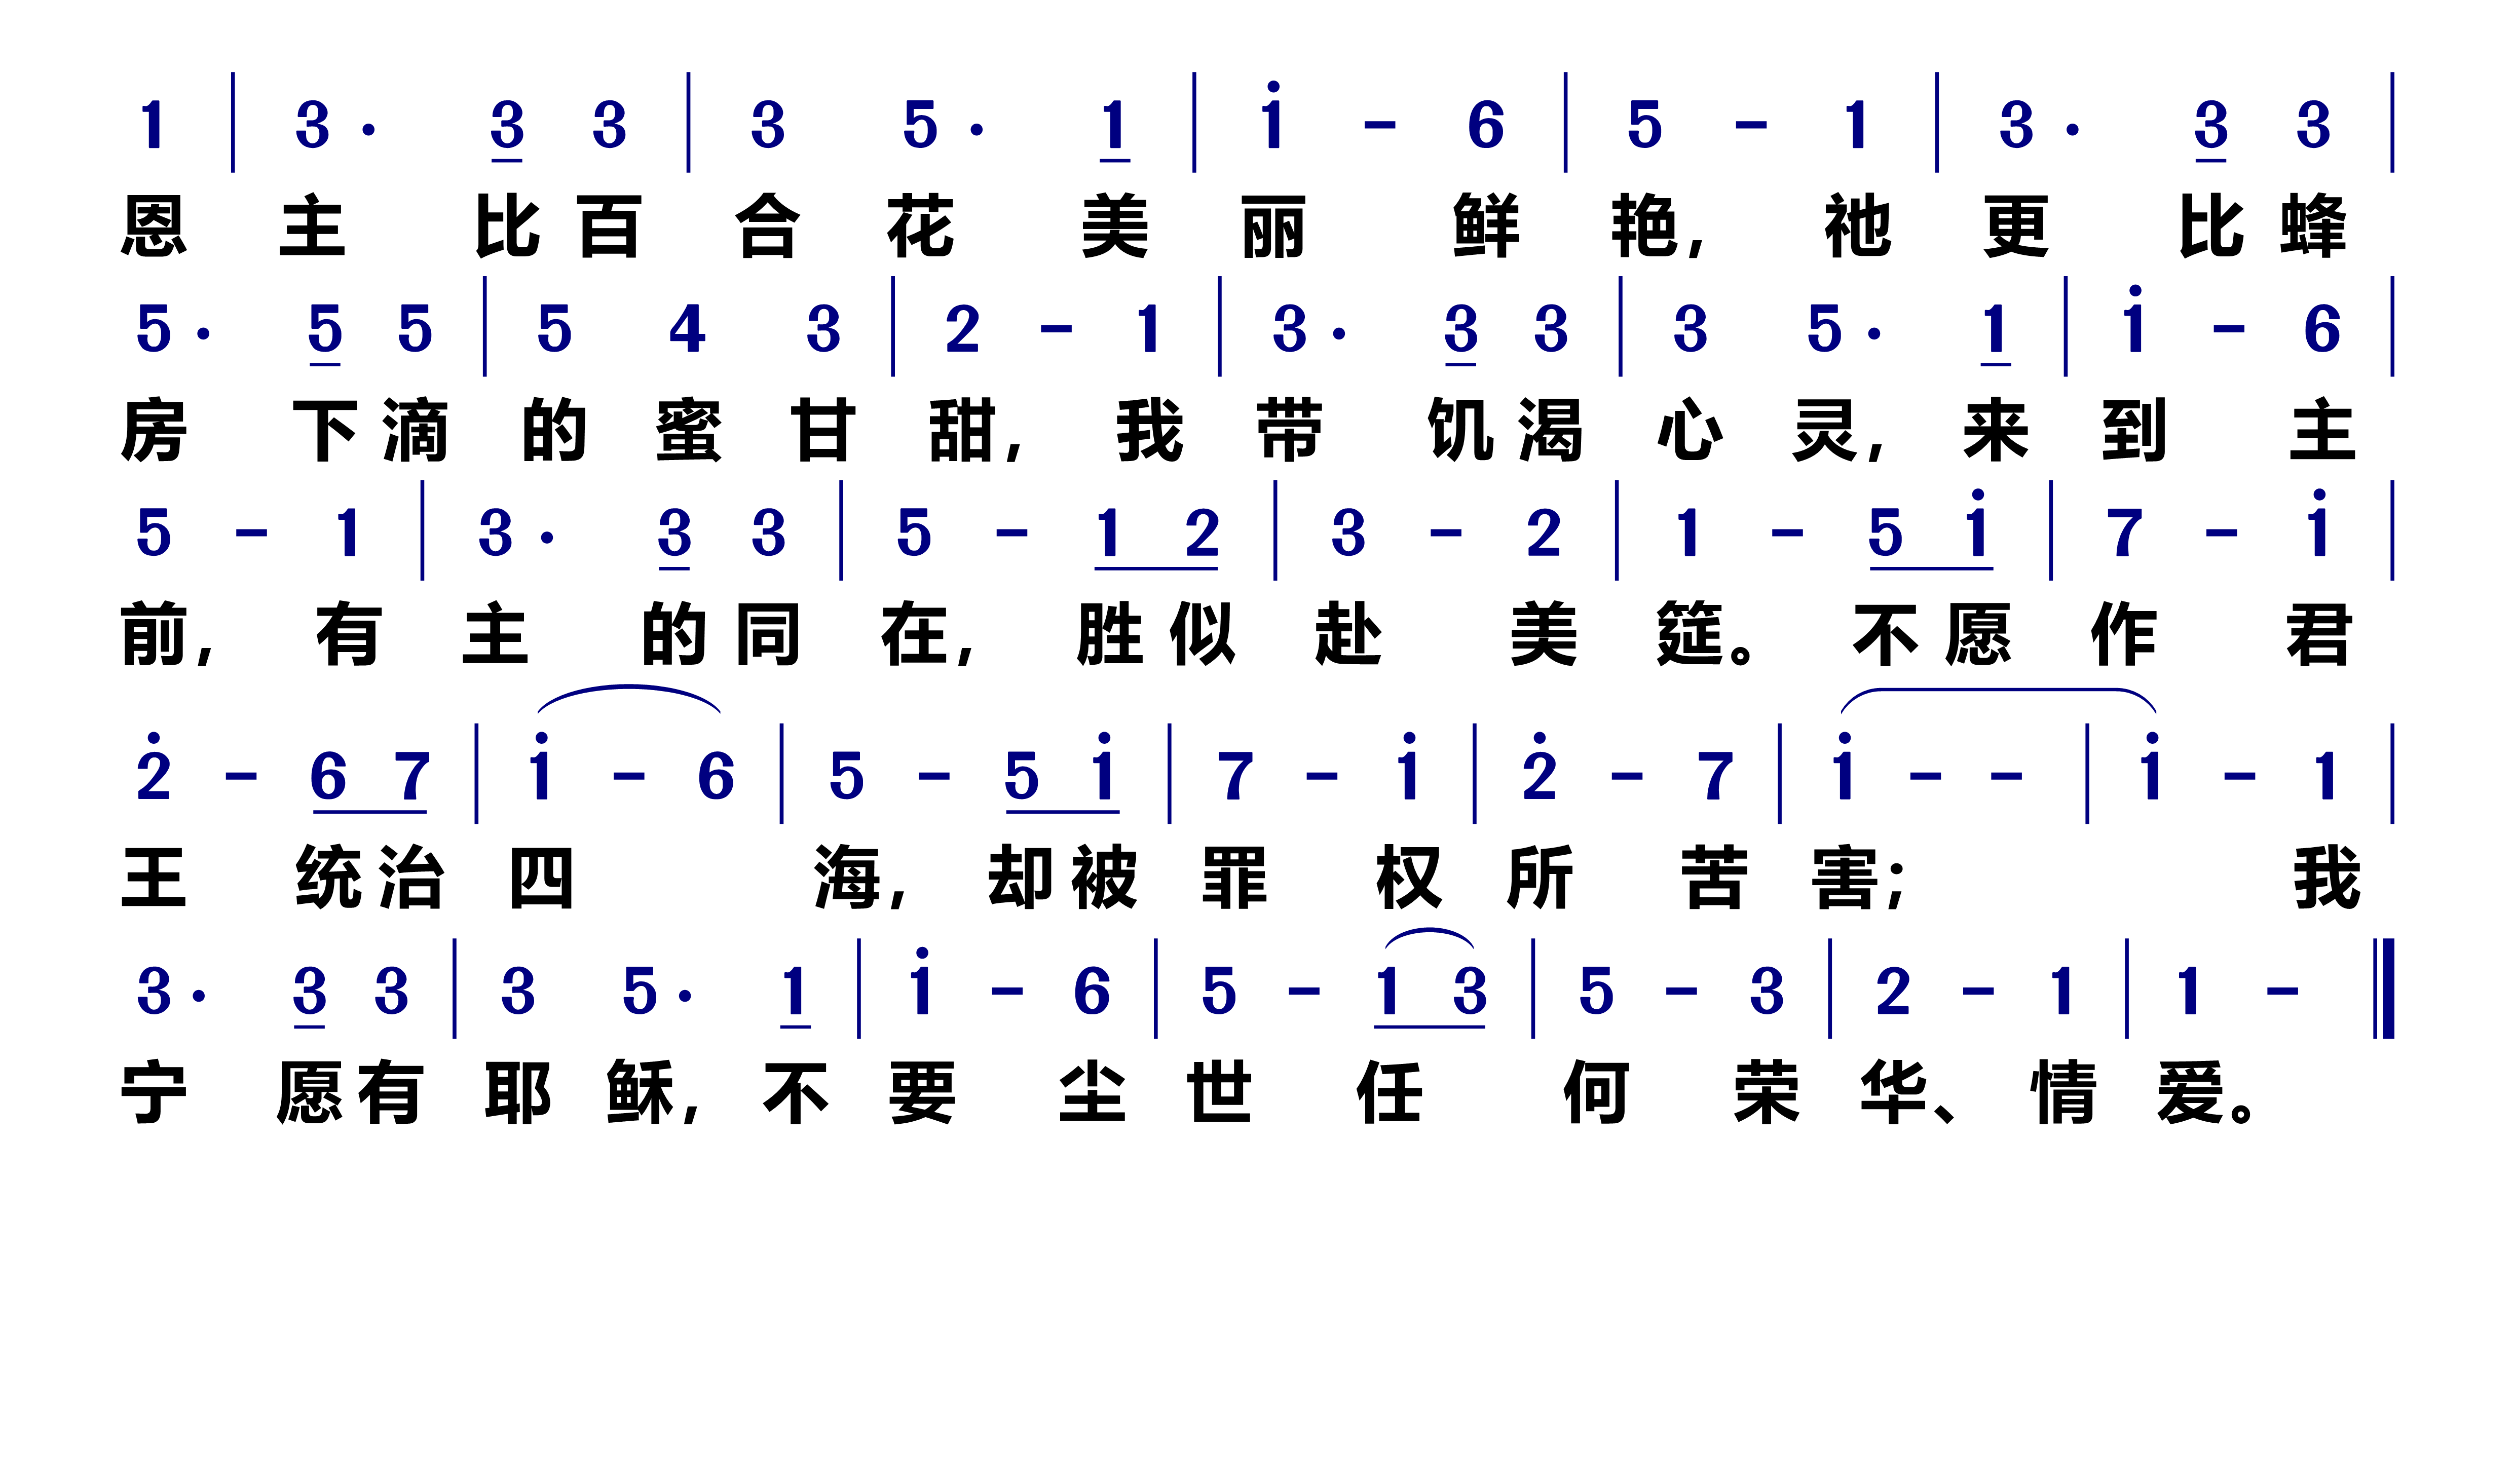 1 | 3· 3 3 | 3 5· 1 | i - 6 | 5 - 1 | 3· 3 3 |
恩 主 比百 合 花 美 丽 鲜 艳, 祂 更 比蜂
5· 5 5 | 5 4 3 | 2 - 1 | 3· 3 3 | 3 5· 1 | i - 6 |
房 下滴 的 蜜 甘 甜, 我 带 饥渴 心 灵, 来 到 主
5 - 1 | 3· 3 3 | 5 - 1 2 | 3 - 2 | 1 - 5 i | 7 - i |
前, 有 主 的同 在, 胜似 赴 美 筵。 不愿 作 君
2̇ - 6 7 | i - 6 | 5 - 5 i | 7 - i | 2̇ - 7 | i - - | i - 1 |
王 统治 四 海, 却被 罪 权 所 苦 害; 我
3· 3 3 | 3 5· 1 | i - 6 | 5 - 1 3 | 5 - 3 | 2 - 1 | 1 - ‖
宁 愿有 耶 稣, 不 要 尘 世 任 何 荣 华、 情 爱。